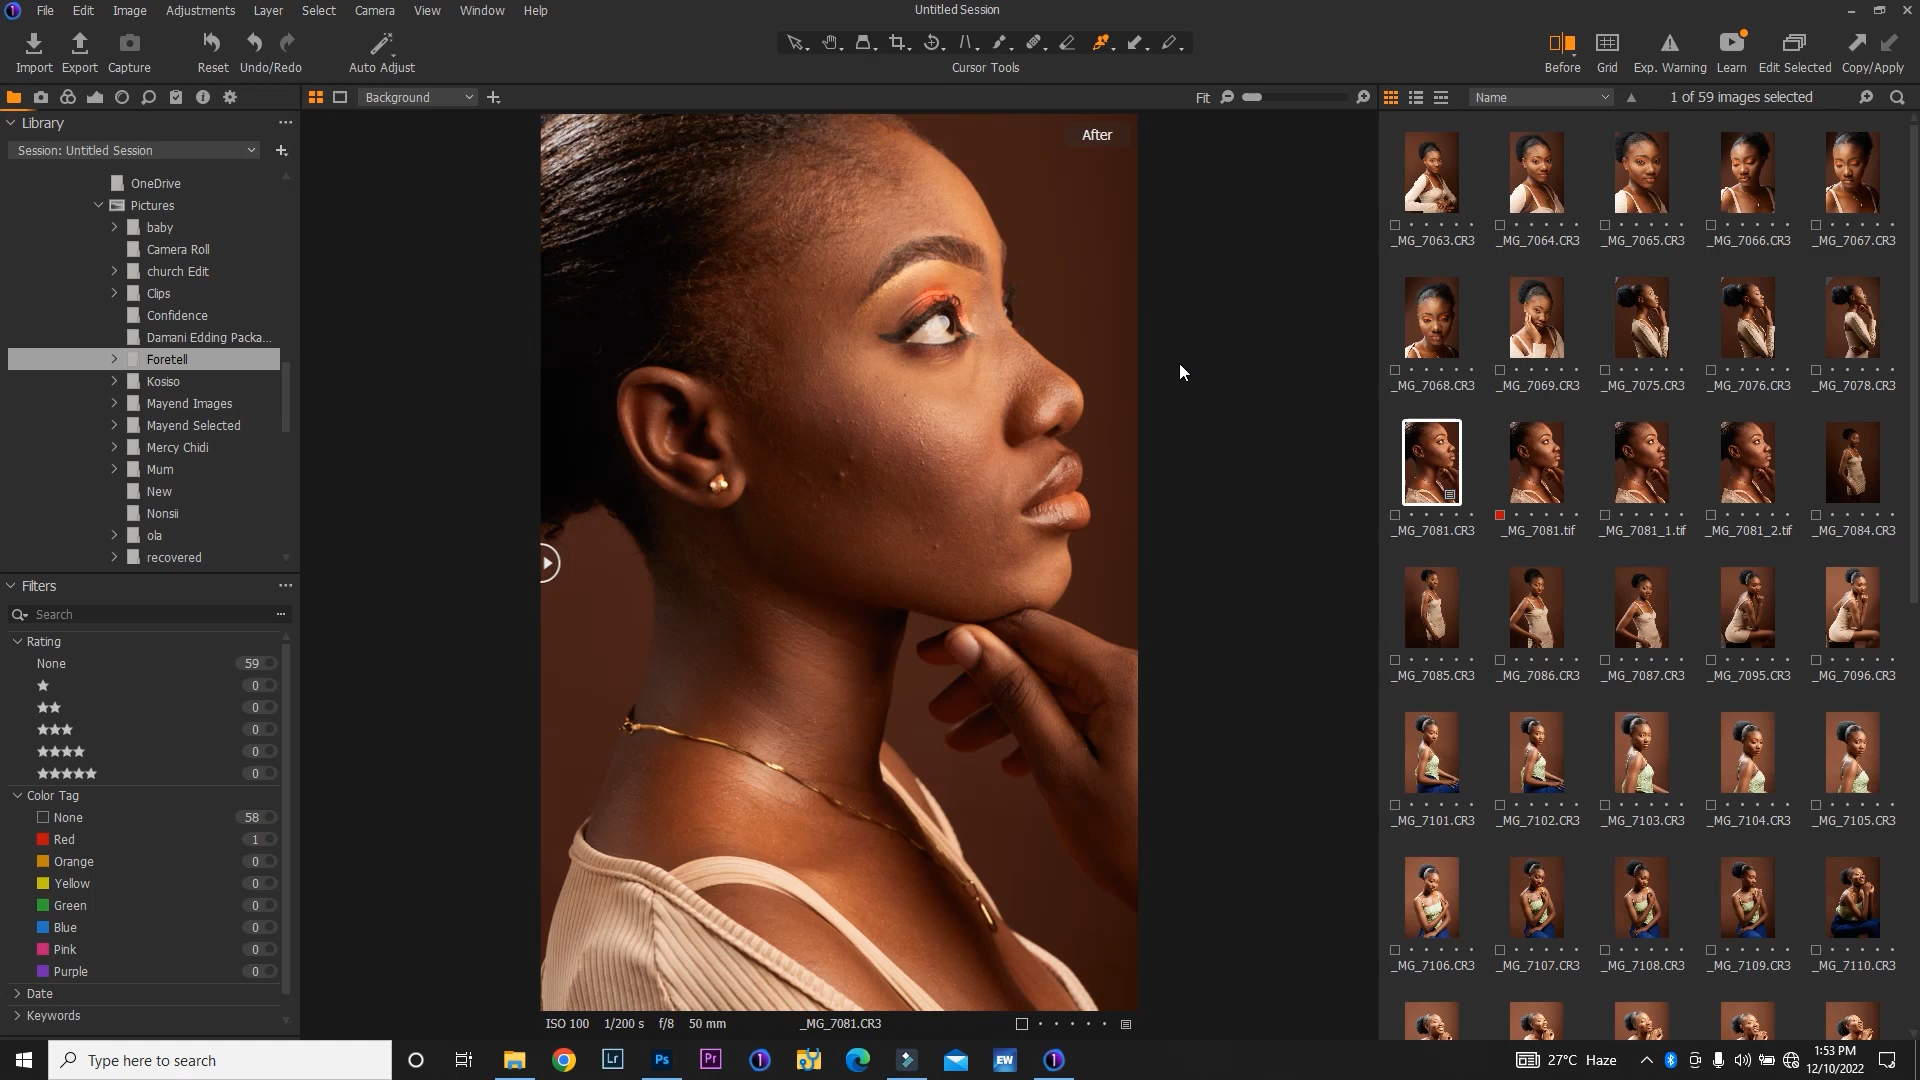 File Edit Image Adjustments Layer Select Camera View Window Help
Untitled Session
Import Export Capture Reset Undo/Redo Auto Adjust
Cursor Tools
Before Grid Exp. Warning Learn Edit Selected Copy/Apply
Background
Fit
Name
1 of 59 images selected
Library
Session: Untitled Session
OneDrive
Pictures
baby
Camera Roll
church Edit
Clips
Confidence
Damani Edding Packa...
Foretell
Kosiso
Mayend Images
Mayend Selected
Mercy Chidi
Mum
New
Nonsii
ola
recovered
Filters
Search
Rating
None 59
0
0
0
0
0
Color Tag
None 58
Red 1
Orange 0
Yellow 0
Green 0
Blue 0
Pink 0
Purple 0
Date
Keywords
After
ISO 100 1/200 s f/8 50 mm _MG_7081.CR3
_MG_7063.CR3 _MG_7064.CR3 _MG_7065.CR3 _MG_7066.CR3 _MG_7067.CR3
_MG_7068.CR3 _MG_7069.CR3 _MG_7075.CR3 _MG_7076.CR3 _MG_7078.CR3
_MG_7081.CR3 _MG_7081.tif _MG_7081_1.tif _MG_7081_2.tif _MG_7084.CR3
_MG_7085.CR3 _MG_7086.CR3 _MG_7087.CR3 _MG_7095.CR3 _MG_7096.CR3
_MG_7101.CR3 _MG_7102.CR3 _MG_7103.CR3 _MG_7104.CR3 _MG_7105.CR3
_MG_7106.CR3 _MG_7107.CR3 _MG_7108.CR3 _MG_7109.CR3 _MG_7110.CR3
Type here to search
Lr Ps Pr EW
27°C Haze
1:53 PM
12/10/2022